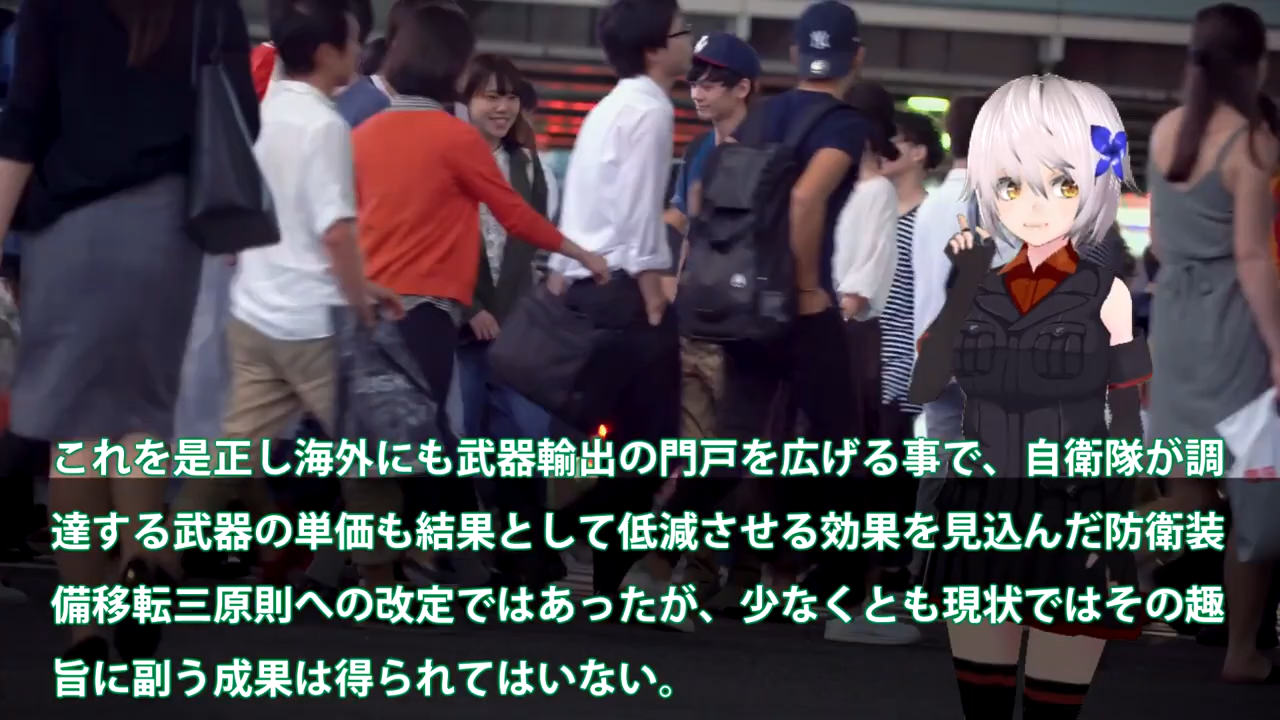 これを是正し海外にも武器輸出の門戸を広げる事で、自衛隊が調
達する武器の単価も結果として低減させる効果を見込んだ防衛装
備移転三原則への改定ではあったが、少なくとも現状ではその趣
旨に副う成果は得られてはいない。